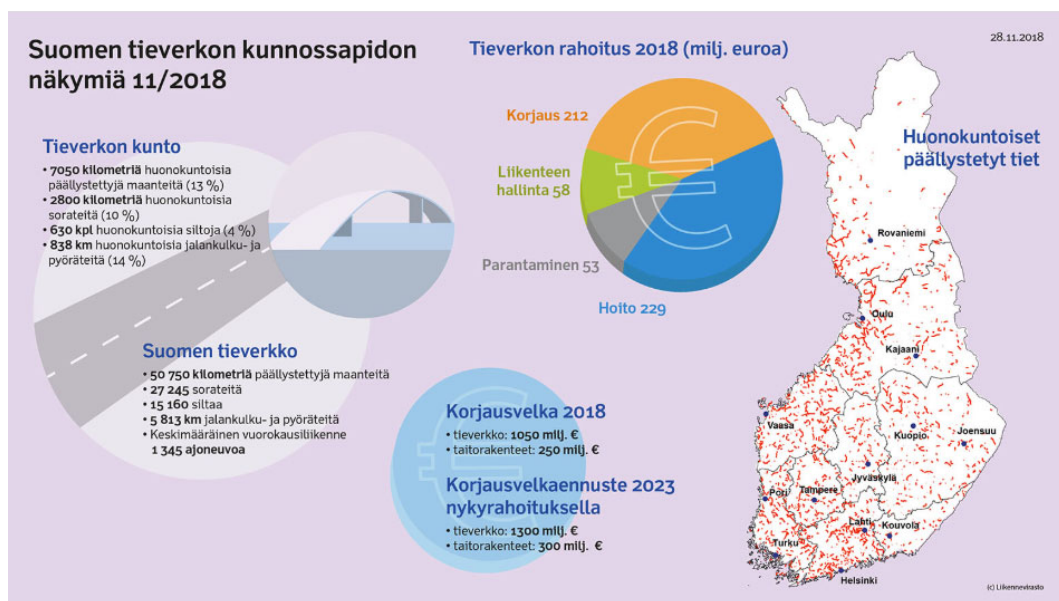 Suomen tieverkon kunnossapidon
näkymiä 11/2018
Tieverkon kunto
• 7050 kilometriä huonokuntoisia
päällystettyjä maanteitä (13 %)
• 2800 kilometriä huonokuntoisia
sorateitä (10 %)
• 630 kpl huonokuntoisia siltoja (4 %)
• 838 km huonokuntoisia jalankulku- ja
pyöräteitä (14 %)
Suomen tieverkko
• 50 750 kilometriä päällystettyjä maanteitä
• 27 245 sorateitä
• 15 160 siltaa
• 5 813 km jalankulku- ja pyöräteitä
• Keskimääräinen vuorokausiliikenne
1 345 ajoneuvoa
Tieverkon rahoitus 2018 (milj. euroa)
Korjaus 212
Liikenteen
hallinta 58
Parantaminen 53
Hoito 229
€
Korjausvelka 2018
• tieverkko: 1050 milj. €
• taitorakenteet: 250 milj. €
Korjausvelkaennuste 2023
nykyrahoituksella
• tieverkko: 1300 milj. €
• taitorakenteet: 300 milj. €
€
28.11.2018
Huonokuntoiset
päällystetyt tiet
Rovaniemi
Oulu
Kajaani
Vaasa
Kuopio
Joensuu
Jyväskylä
Pori
Tampere
Lahti
Kouvola
Turku
Helsinki
(c) Liikennevirasto